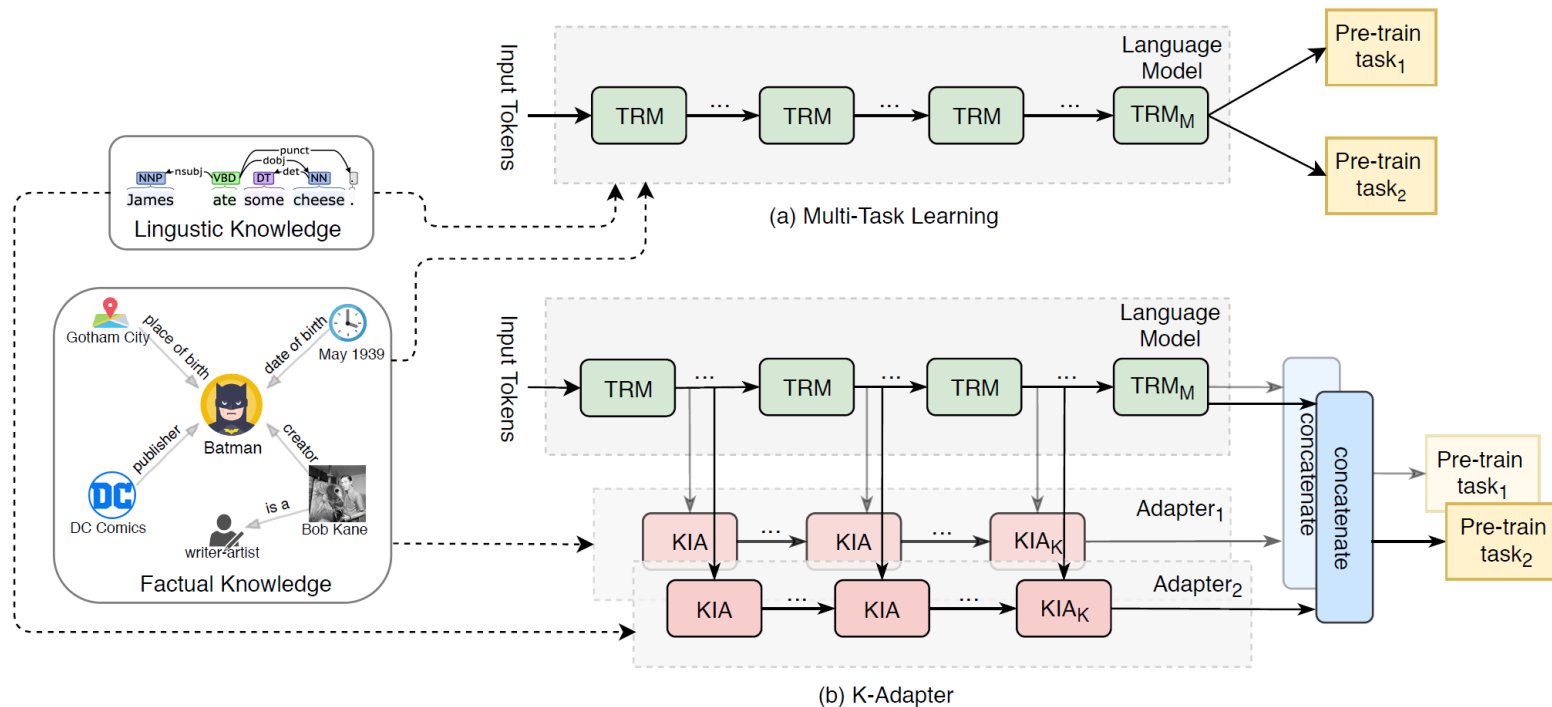 Input Tokens
Language
Model
TRM
...
TRM
...
TRM
...
TRM_M
Pre-train
task_1
Pre-train
task_2
(a) Multi-Task Learning
punct
dobj
nsubj
det
NNP
VBD
DT
NN
.
James ate some cheese .
Lingustic Knowledge
Gotham City
place of birth
date of birth
May 1939
Batman
publisher
creator
DC
DC Comics
is a
Bob Kane
writer-artist
Factual Knowledge
Input Tokens
Language
Model
TRM
...
TRM
...
TRM
...
TRM_M
Adapter_1
KIA
...
KIA
...
KIA_K
Adapter_2
KIA
...
KIA
...
KIA_K
concatenate
concatenate
Pre-train
task_1
Pre-train
task_2
(b) K-Adapter